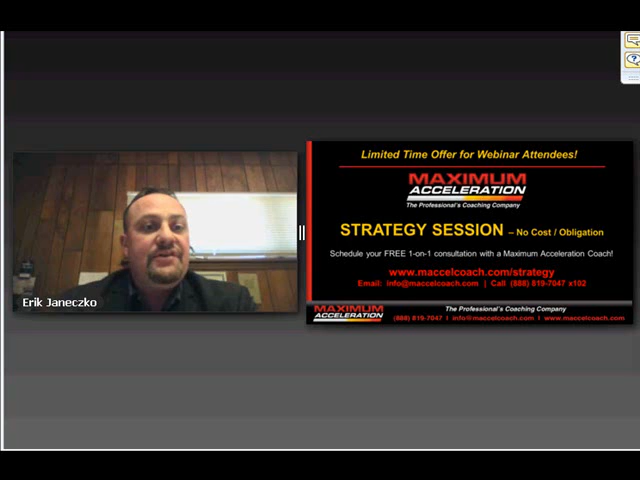 Erik Janeczko
Limited Time Offer for Webinar Attendees!
MAXIMUM
ACCELERATION
The Professional's Coaching Company
STRATEGY SESSION – No Cost / Obligation
Schedule your FREE 1-on-1 consultation with a Maximum Acceleration Coach!
www.maccelcoach.com/strategy
Email: info@maccelcoach.com | Call (888) 819-7047 x102
MAXIMUM
ACCELERATION
The Professional's Coaching Company
(888) 819-7047 I info@maccelcoach.com I www.maccelcoach.com